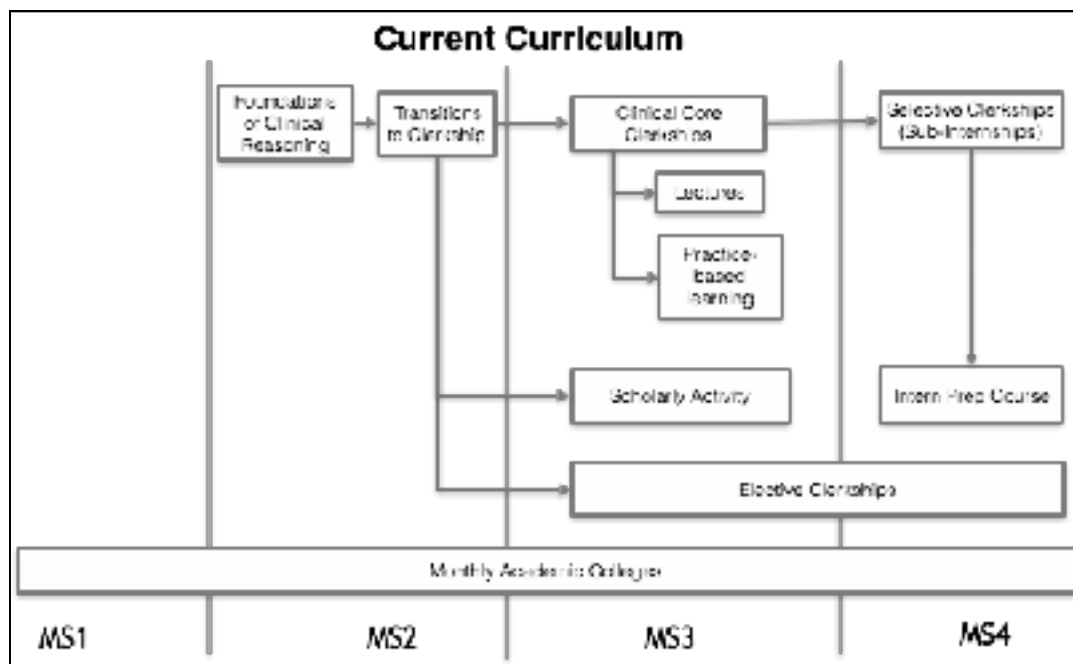 Current Curriculum
Foundations
of Clinical
Reasoning
Transitions
to Clerkship
Clinical Core
Clerkships
Selective Clerkships
(Sub-Internships)
Lectures
Practice-
based
learning
Scholarly Activity
Intern Prep Course
Elective Clerkships
Monthly Academic Colleges
MS1
MS2
MS3
MS4